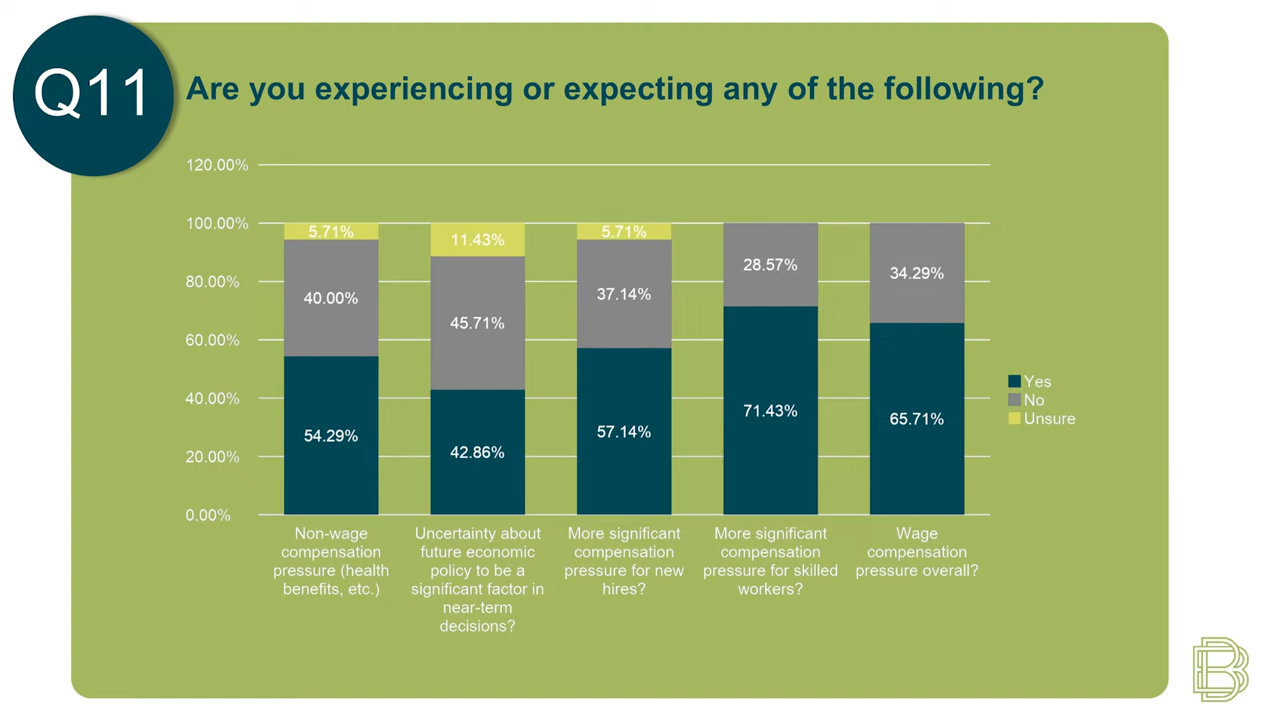 Q11
Are you experiencing or expecting any of the following?
120.00%
100.00%
80.00%
60.00%
40.00%
20.00%
0.00%
5.71%
40.00%
54.29%
11.43%
45.71%
42.86%
5.71%
37.14%
57.14%
28.57%
71.43%
34.29%
65.71%
Non-wage
compensation
pressure (health
benefits, etc.)
Uncertainty about
future economic
policy to be a
significant factor in
near-term
decisions?
More significant
compensation
pressure for new
hires?
More significant
compensation
pressure for skilled
workers?
Wage
compensation
pressure overall?
Yes
No
Unsure
B